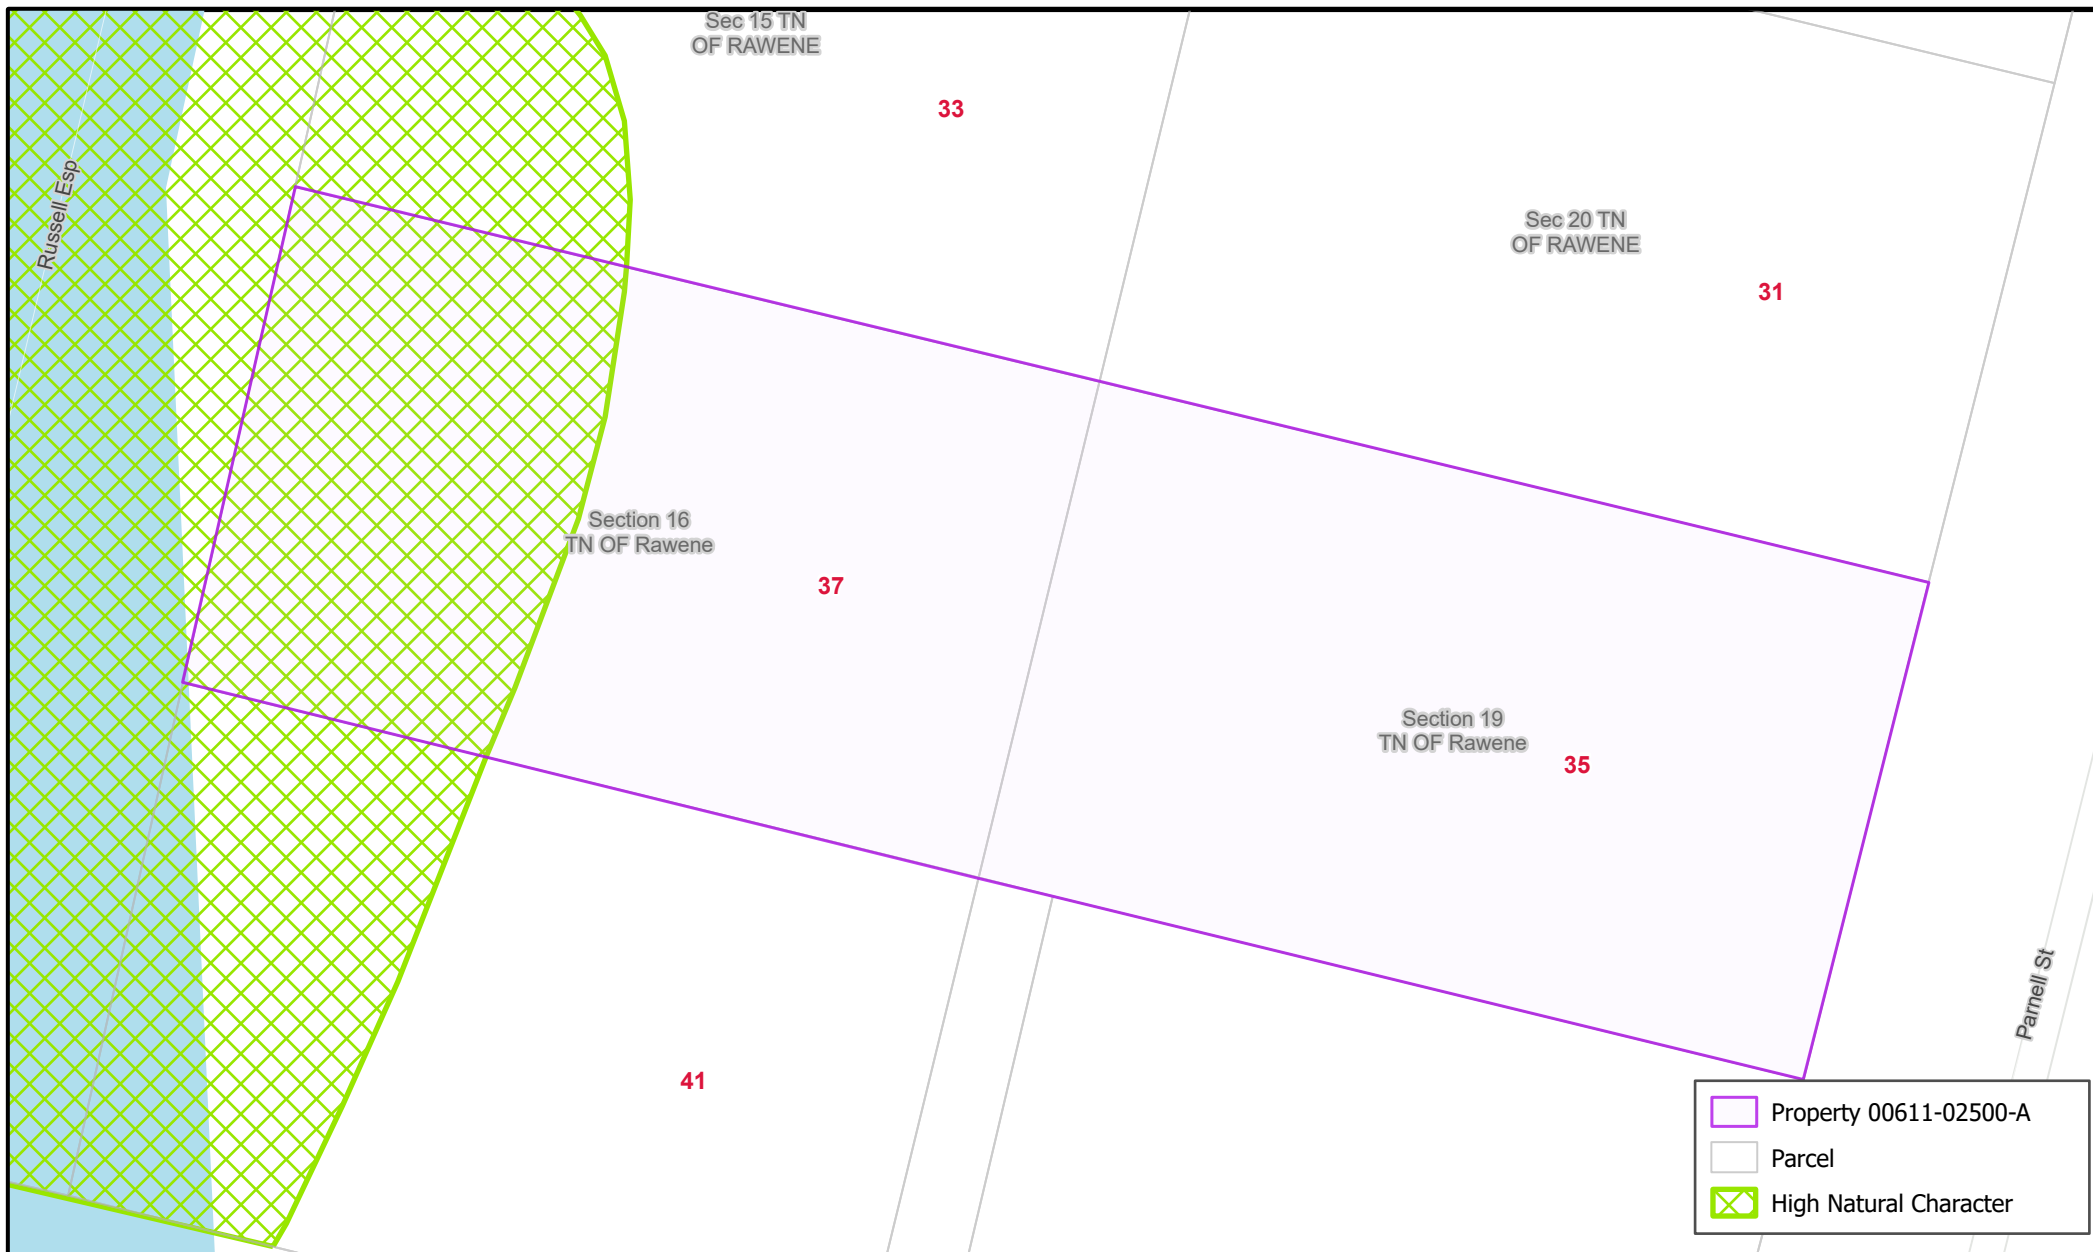 Sec 15 TN
OF RAWENE
33
Russell Esp
Sec 20 TN
OF RAWENE
31
Section 16
TN OF Rawene
37
Section 19
TN OF Rawene
35
Parnell St
41
Property 00611-02500-A
Parcel
High Natural Character